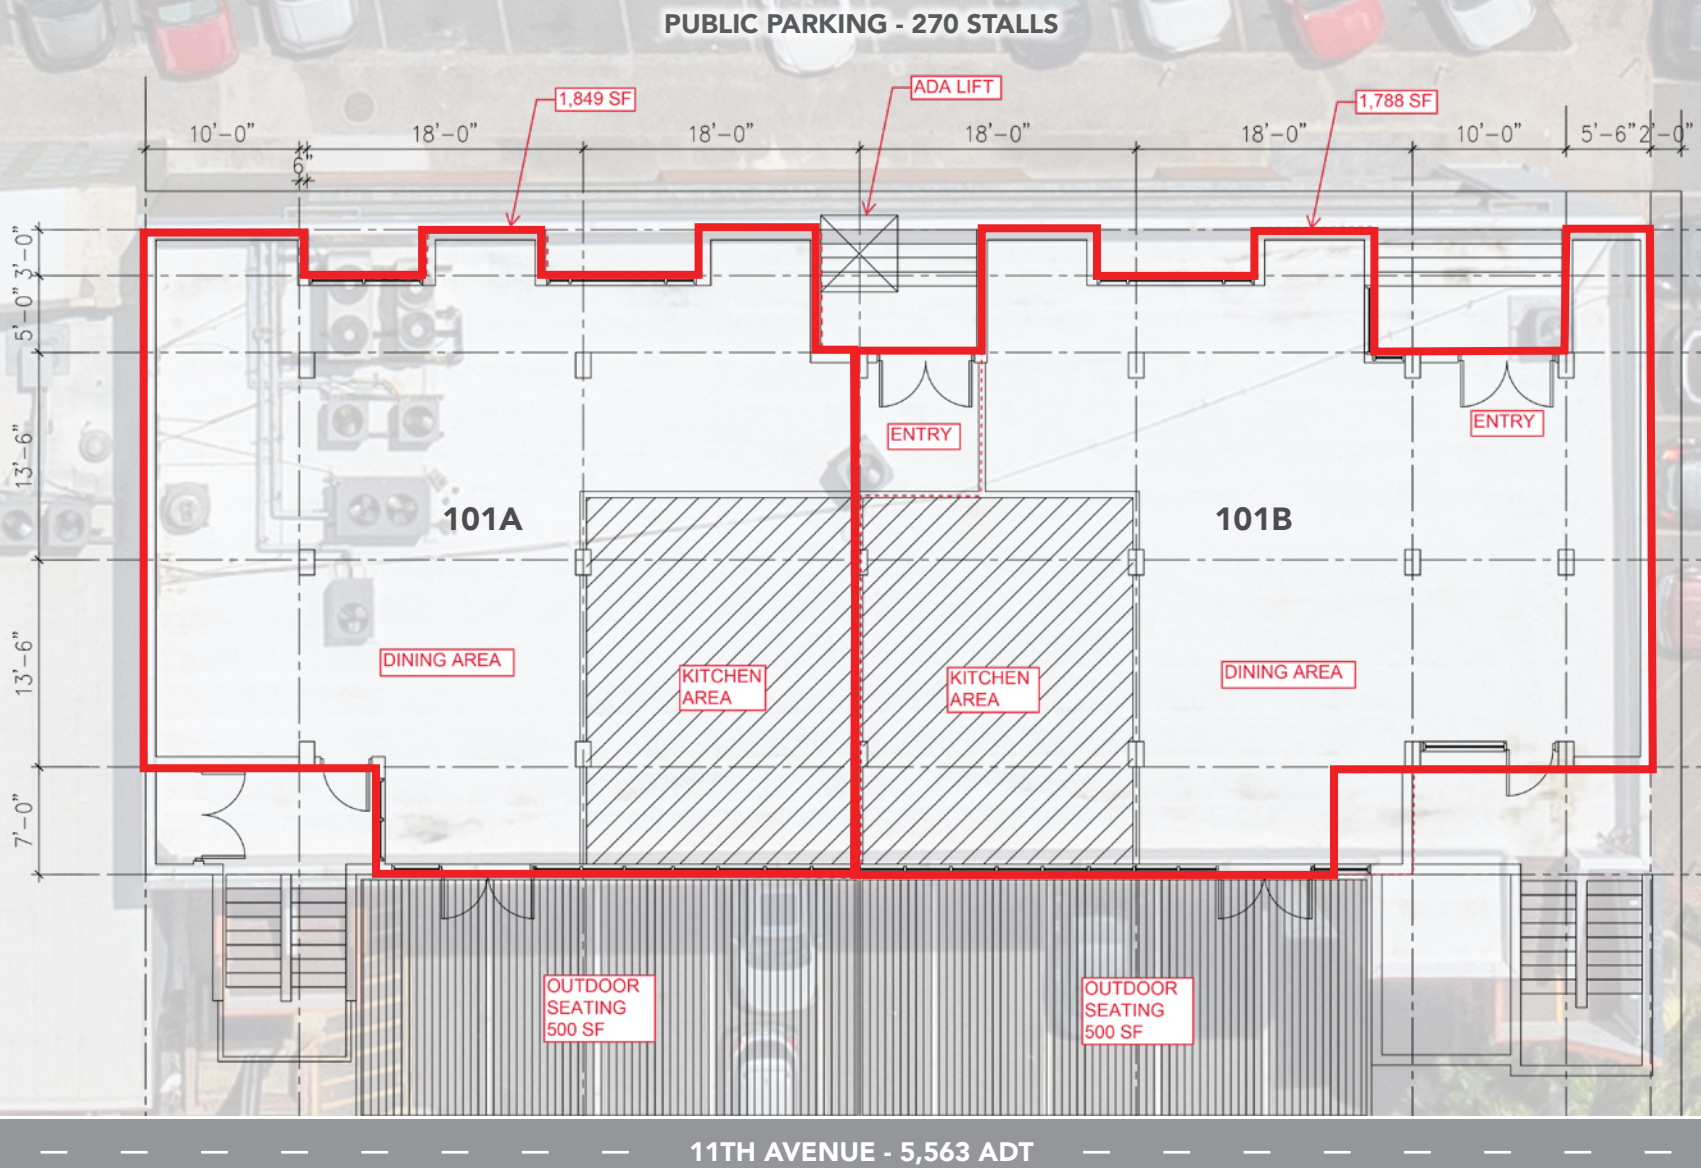 PUBLIC PARKING - 270 STALLS
1,849 SF
ADA LIFT
1,788 SF
10'-0"
18'-0"
18'-0"
18'-0"
18'-0"
10'-0"
5'-6"
2'-0"
6"
3'-0"
5'-0"
13'-6"
13'-6"
7'-0"
ENTRY
ENTRY
101A
101B
DINING AREA
KITCHEN
AREA
KITCHEN
AREA
DINING AREA
OUTDOOR
SEATING
500 SF
OUTDOOR
SEATING
500 SF
11TH AVENUE - 5,563 ADT